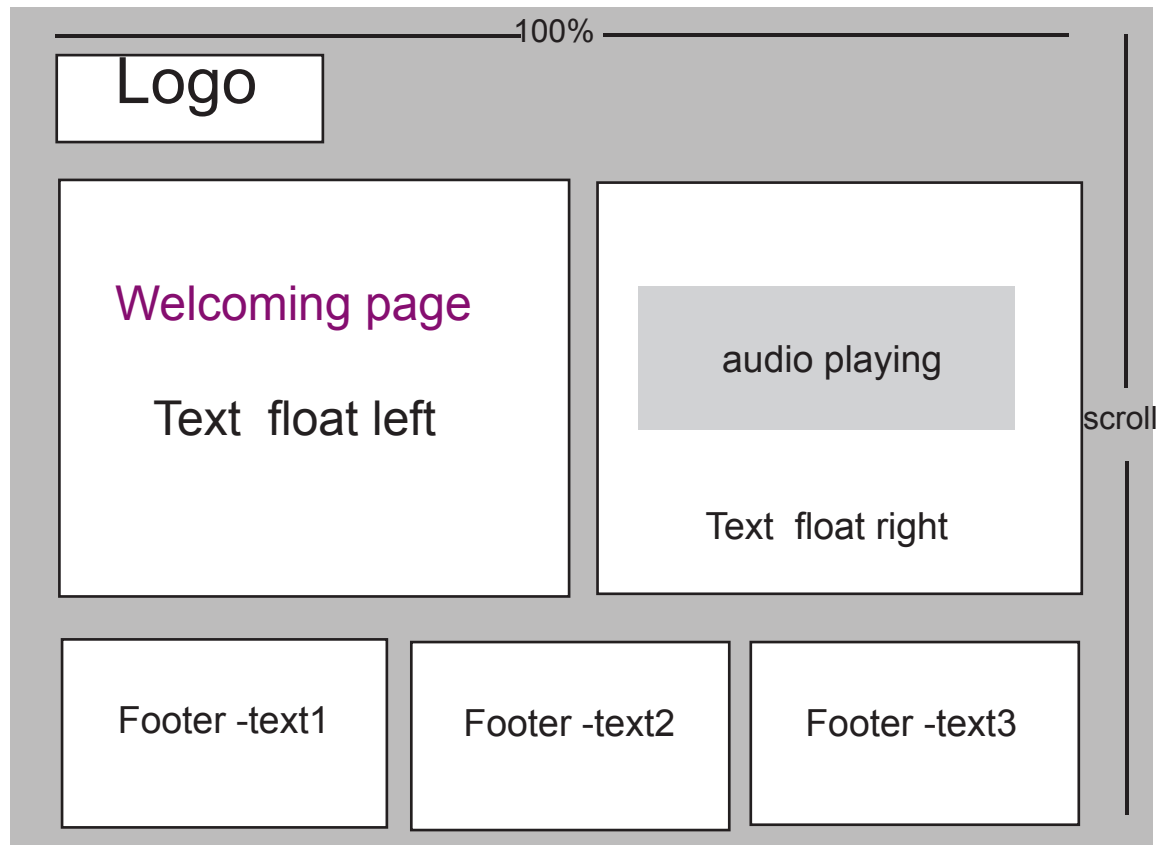 100%
Logo
Welcoming page
Text float left
audio playing
Text float right
scroll
Footer -text1
Footer -text2
Footer -text3